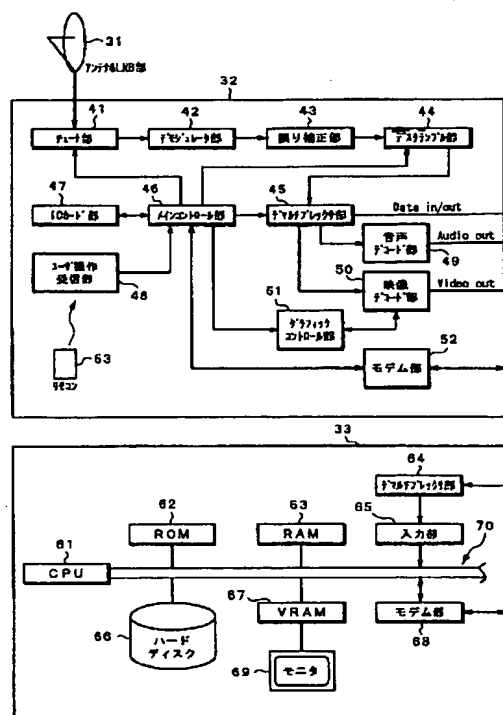 31
アンテナ&LNB部
32
41
42
43
44
チューナ部
デモジュレータ部
誤り補正部
デスクランブル部
47
46
45
ICカード部
メインコントロール部
デマルチプレックサ部
Data in/out
音声
デコード部
Audio out
49
ユーザ操作
受信部
48
50
映像
デコード部
Video out
51
グラフィック
コントロール部
53
リモコン
52
モデム部
33
64
デマルチプレックサ部
62
63
65
ROM
RAM
入力部
70
61
CPU
67
VRAM
モデム部
68
66
ハード
ディスク
69
モニタ